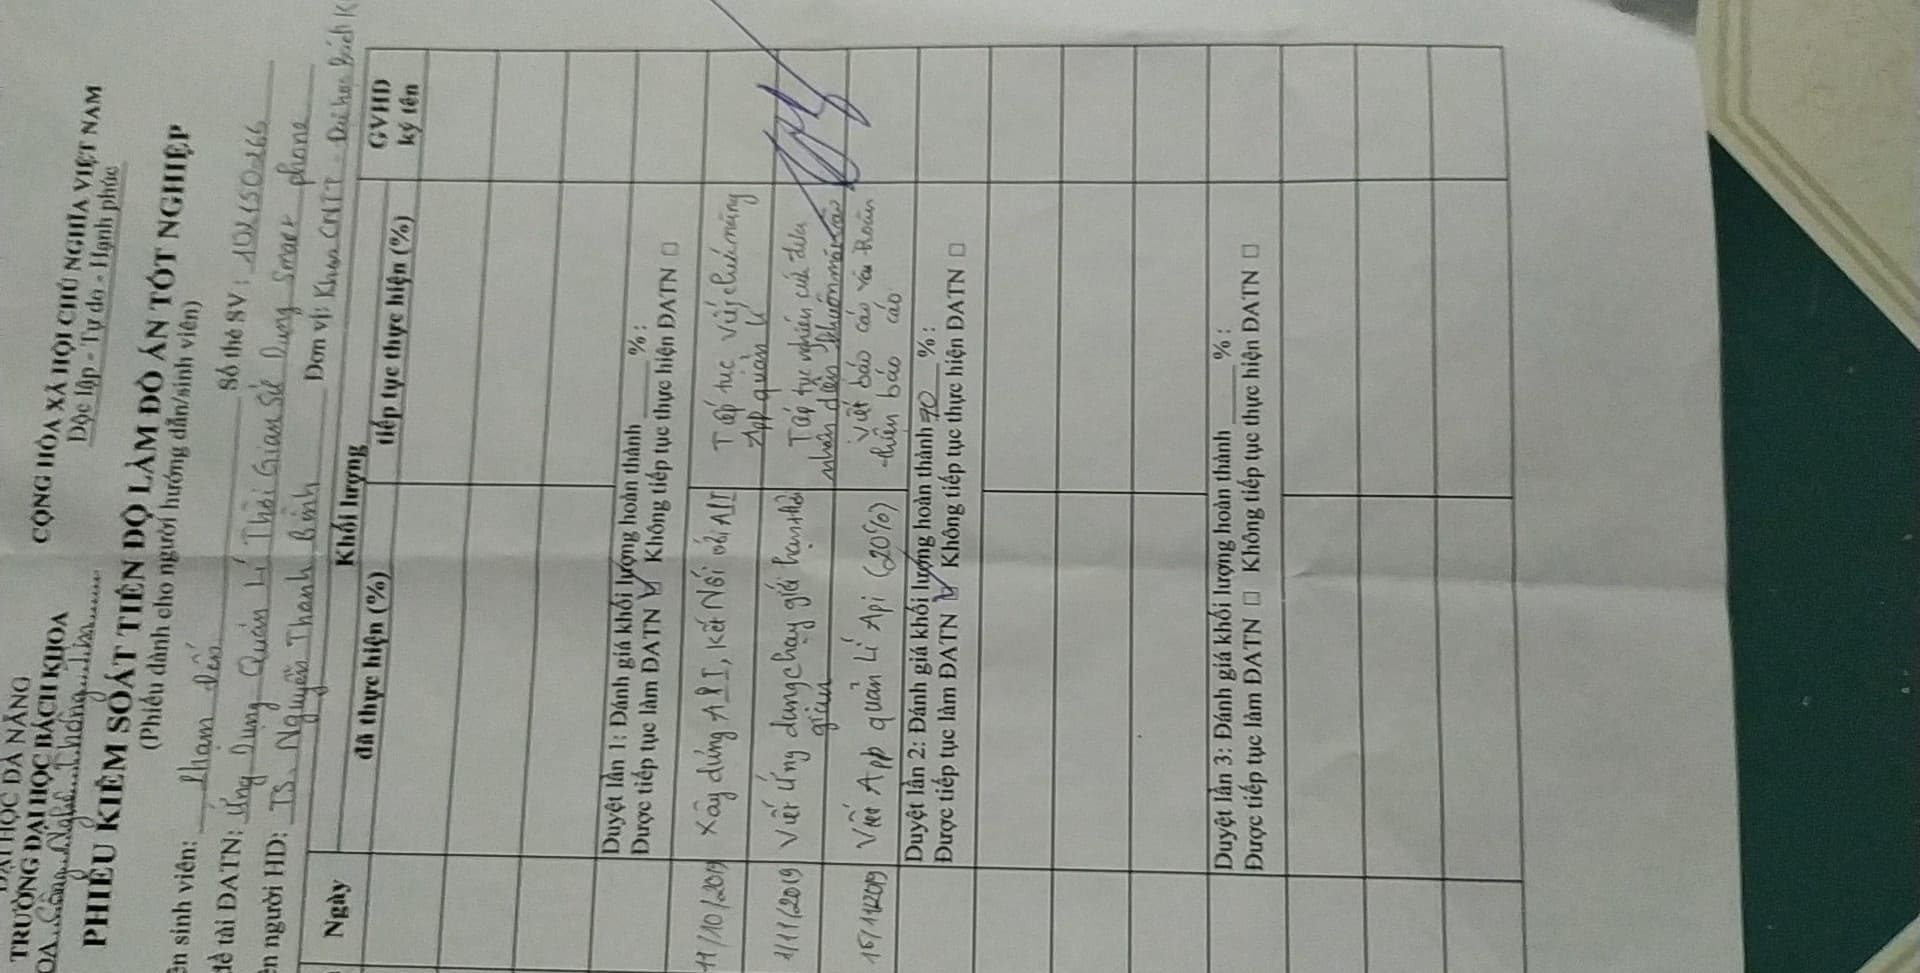 ĐẠI HỌC ĐÀ NẴNG
TRƯỜNG ĐẠI HỌC BÁCH KHOA
OA Công Nghệ Thông Tin
CỘNG HÒA XÃ HỘI CHỦ NGHĨA VIỆT NAM
Độc lập - Tự do - Hạnh phúc
PHIẾU KIỂM SOÁT TIẾN ĐỘ LÀM ĐỒ ÁN TỐT NGHIỆP
(Phiếu dành cho người hướng dẫn/sinh viên)
ên sinh viên: Phạm Đến Số thẻ SV: 102150266
đề tài ĐATN: Ứng Dụng Quản Lí Thời Gian Sử Dụng Smart phone
ên người HD: TS. Nguyễn Thanh Bình Đơn vị: Khoa CNTT - Đại học Bách K
Ngày
Khối lượng
đã thực hiện (%)
tiếp tục thực hiện (%)
GVHD
ký tên
Duyệt lần 1: Đánh giá khối lượng hoàn thành _____ % :
Được tiếp tục làm ĐATN ☑ Không tiếp tục thực hiện ĐATN ☐
11/10/2019 Xây dựng API, Kết Nối với API
Tiếp tục viết chức năng
App quản lí
1/11/2019 Viết Ứng dụng chạy giới hạn thời
gian
Tiếp tục nghiên cứu đưa
nhận diện khuôn mặt vào
15/11/2019 Viết App quản lí Api (20%)
Viết báo cáo và hoàn
thiện báo cáo
Duyệt lần 2: Đánh giá khối lượng hoàn thành 70 % :
Được tiếp tục làm ĐATN ☑ Không tiếp tục thực hiện ĐATN ☐
Duyệt lần 3: Đánh giá khối lượng hoàn thành _____ % :
Được tiếp tục làm ĐATN ☐ Không tiếp tục thực hiện ĐATN ☐